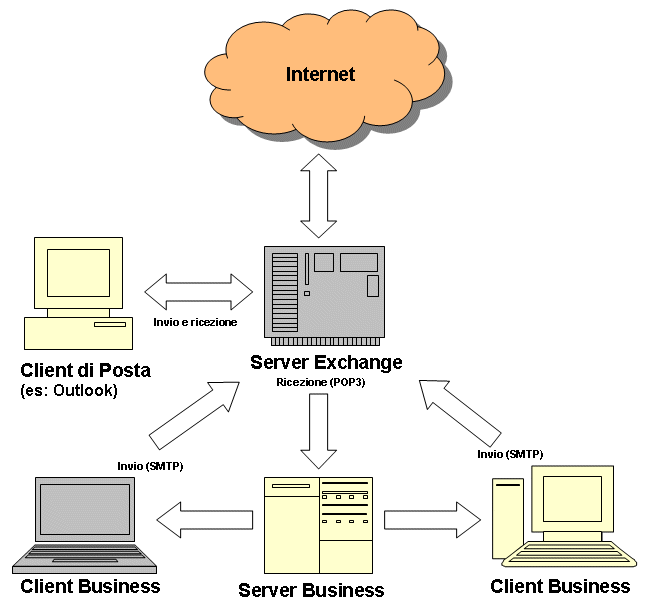 Internet
Invio e ricezione
Server Exchange
Client di Posta
(es: Outlook)
Ricezione (POP3)
Invio (SMTP)
Invio (SMTP)
Client Business
Server Business
Client Business